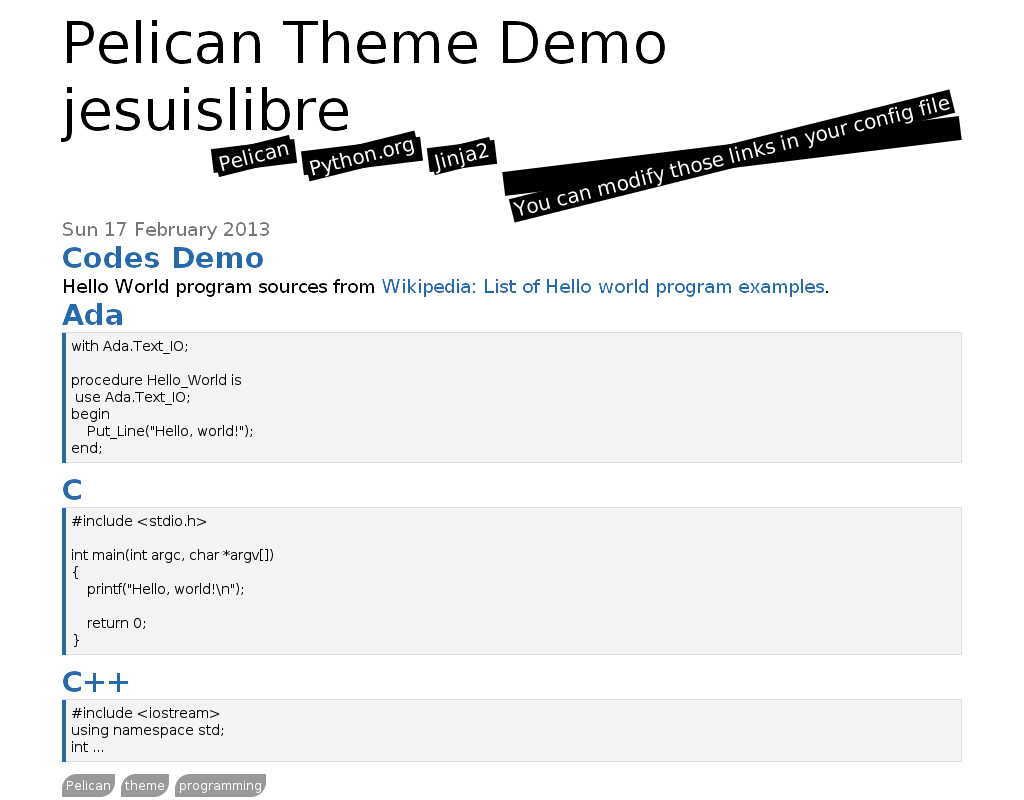 Pelican Theme Demo
jesuislibre
Pelican Python.org Jinja2 You can modify those links in your config file
Sun 17 February 2013
Codes Demo
Hello World program sources from Wikipedia: List of Hello world program examples.
Ada
with Ada.Text_IO;
procedure Hello_World is
use Ada.Text_IO;
begin
Put_Line("Hello, world!");
end;
C
#include <stdio.h>
int main(int argc, char *argv[])
{
printf("Hello, world!\n");
return 0;
}
C++
#include <iostream>
using namespace std;
int ...
Pelican theme programming